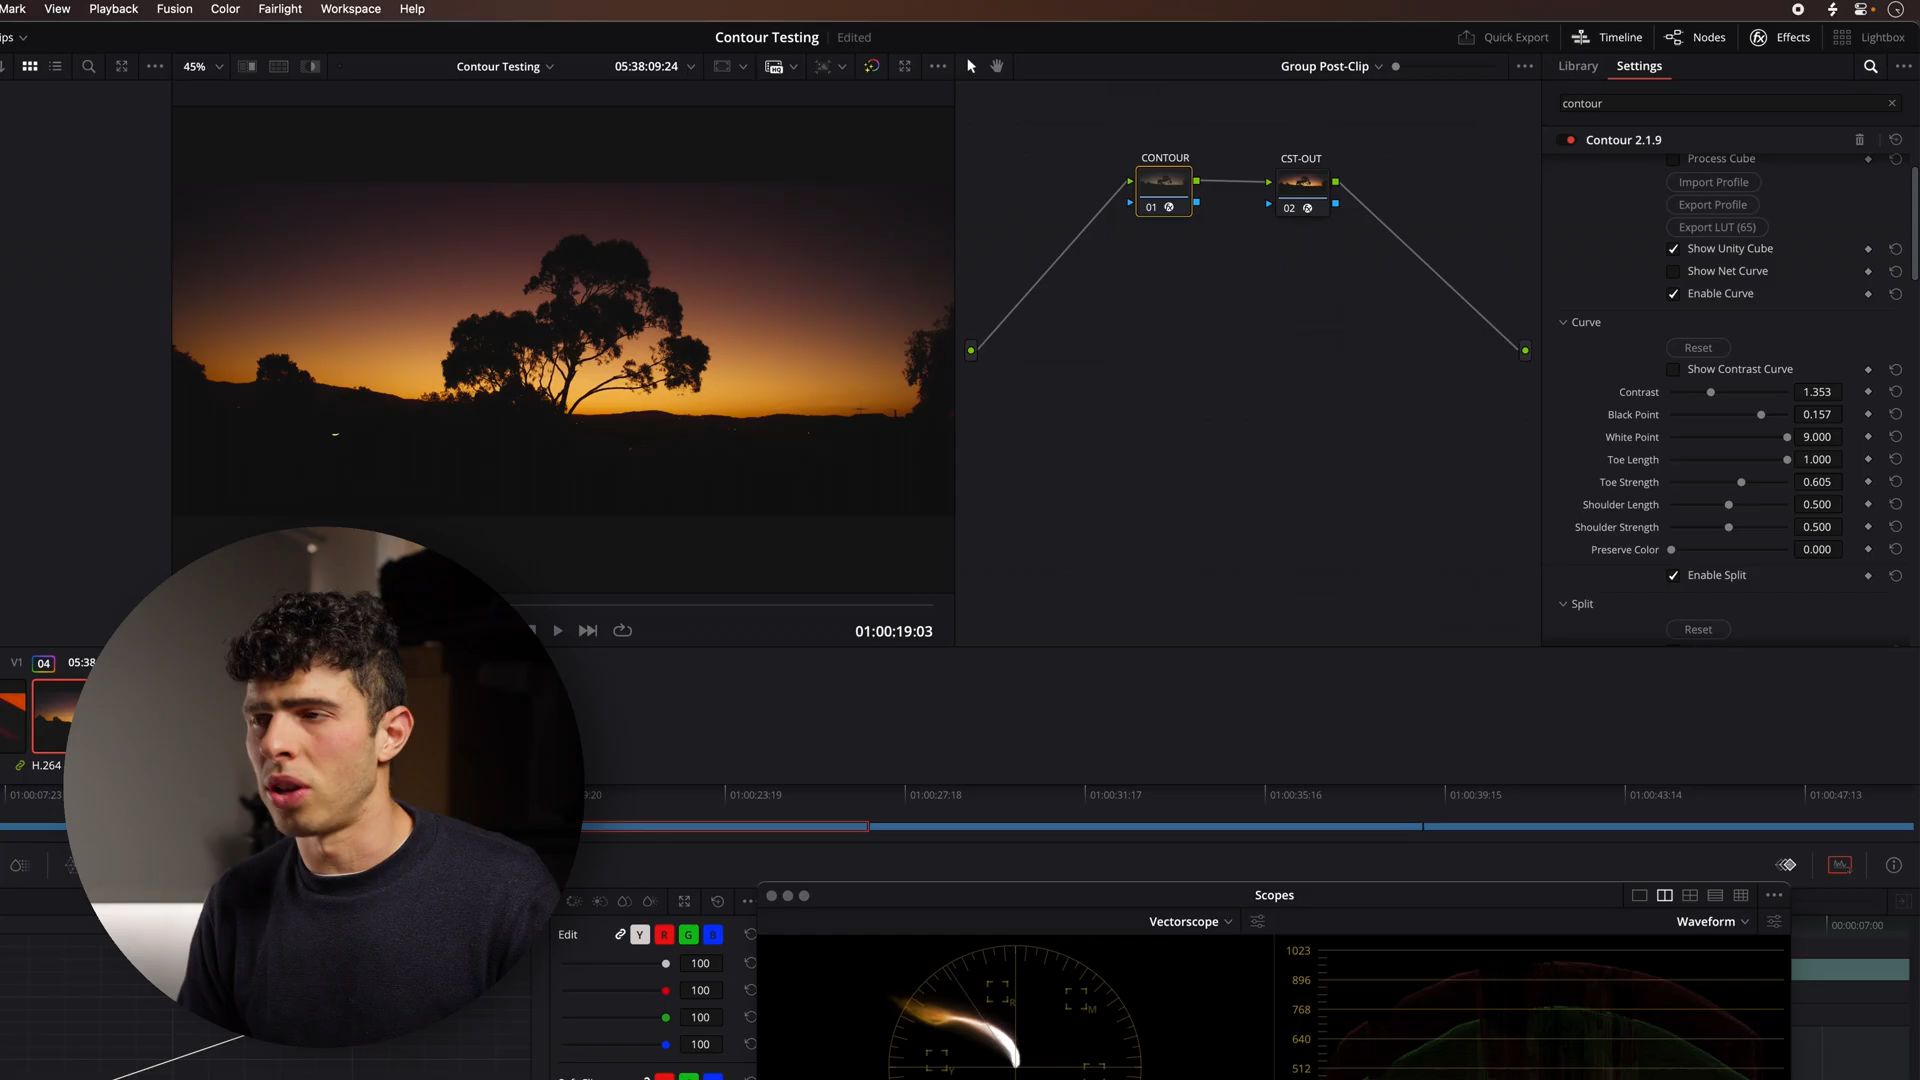 Mark View Playback Fusion Color Fairlight Workspace Help
ips Contour Testing Edited Quick Export Timeline Nodes Effects Lightbox
45% Contour Testing 05:38:09:24 Group Post-Clip Library Settings
contour
Contour 2.1.9
Process Cube
Import Profile
Export Profile
Export LUT (65)
Show Unity Cube
Show Net Curve
Enable Curve
Curve
Reset
Show Contrast Curve
Contrast 1.353
Black Point 0.157
White Point 9.000
Toe Length 1.000
Toe Strength 0.605
Shoulder Length 0.500
Shoulder Strength 0.500
Preserve Color 0.000
Enable Split
Split
Reset
CONTOUR CST-OUT
01 02
01:00:19:03
V1 04 05:38
H.264
01:00:07:23 9:20 01:00:23:19 01:00:27:18 01:00:31:17 01:00:35:16 01:00:39:15 01:00:43:14 01:00:47:13
Scopes
Vectorscope Waveform
00:00:07:00
Edit Y R G B
100
100
100
100
R M Y
1023
896
768
640
512